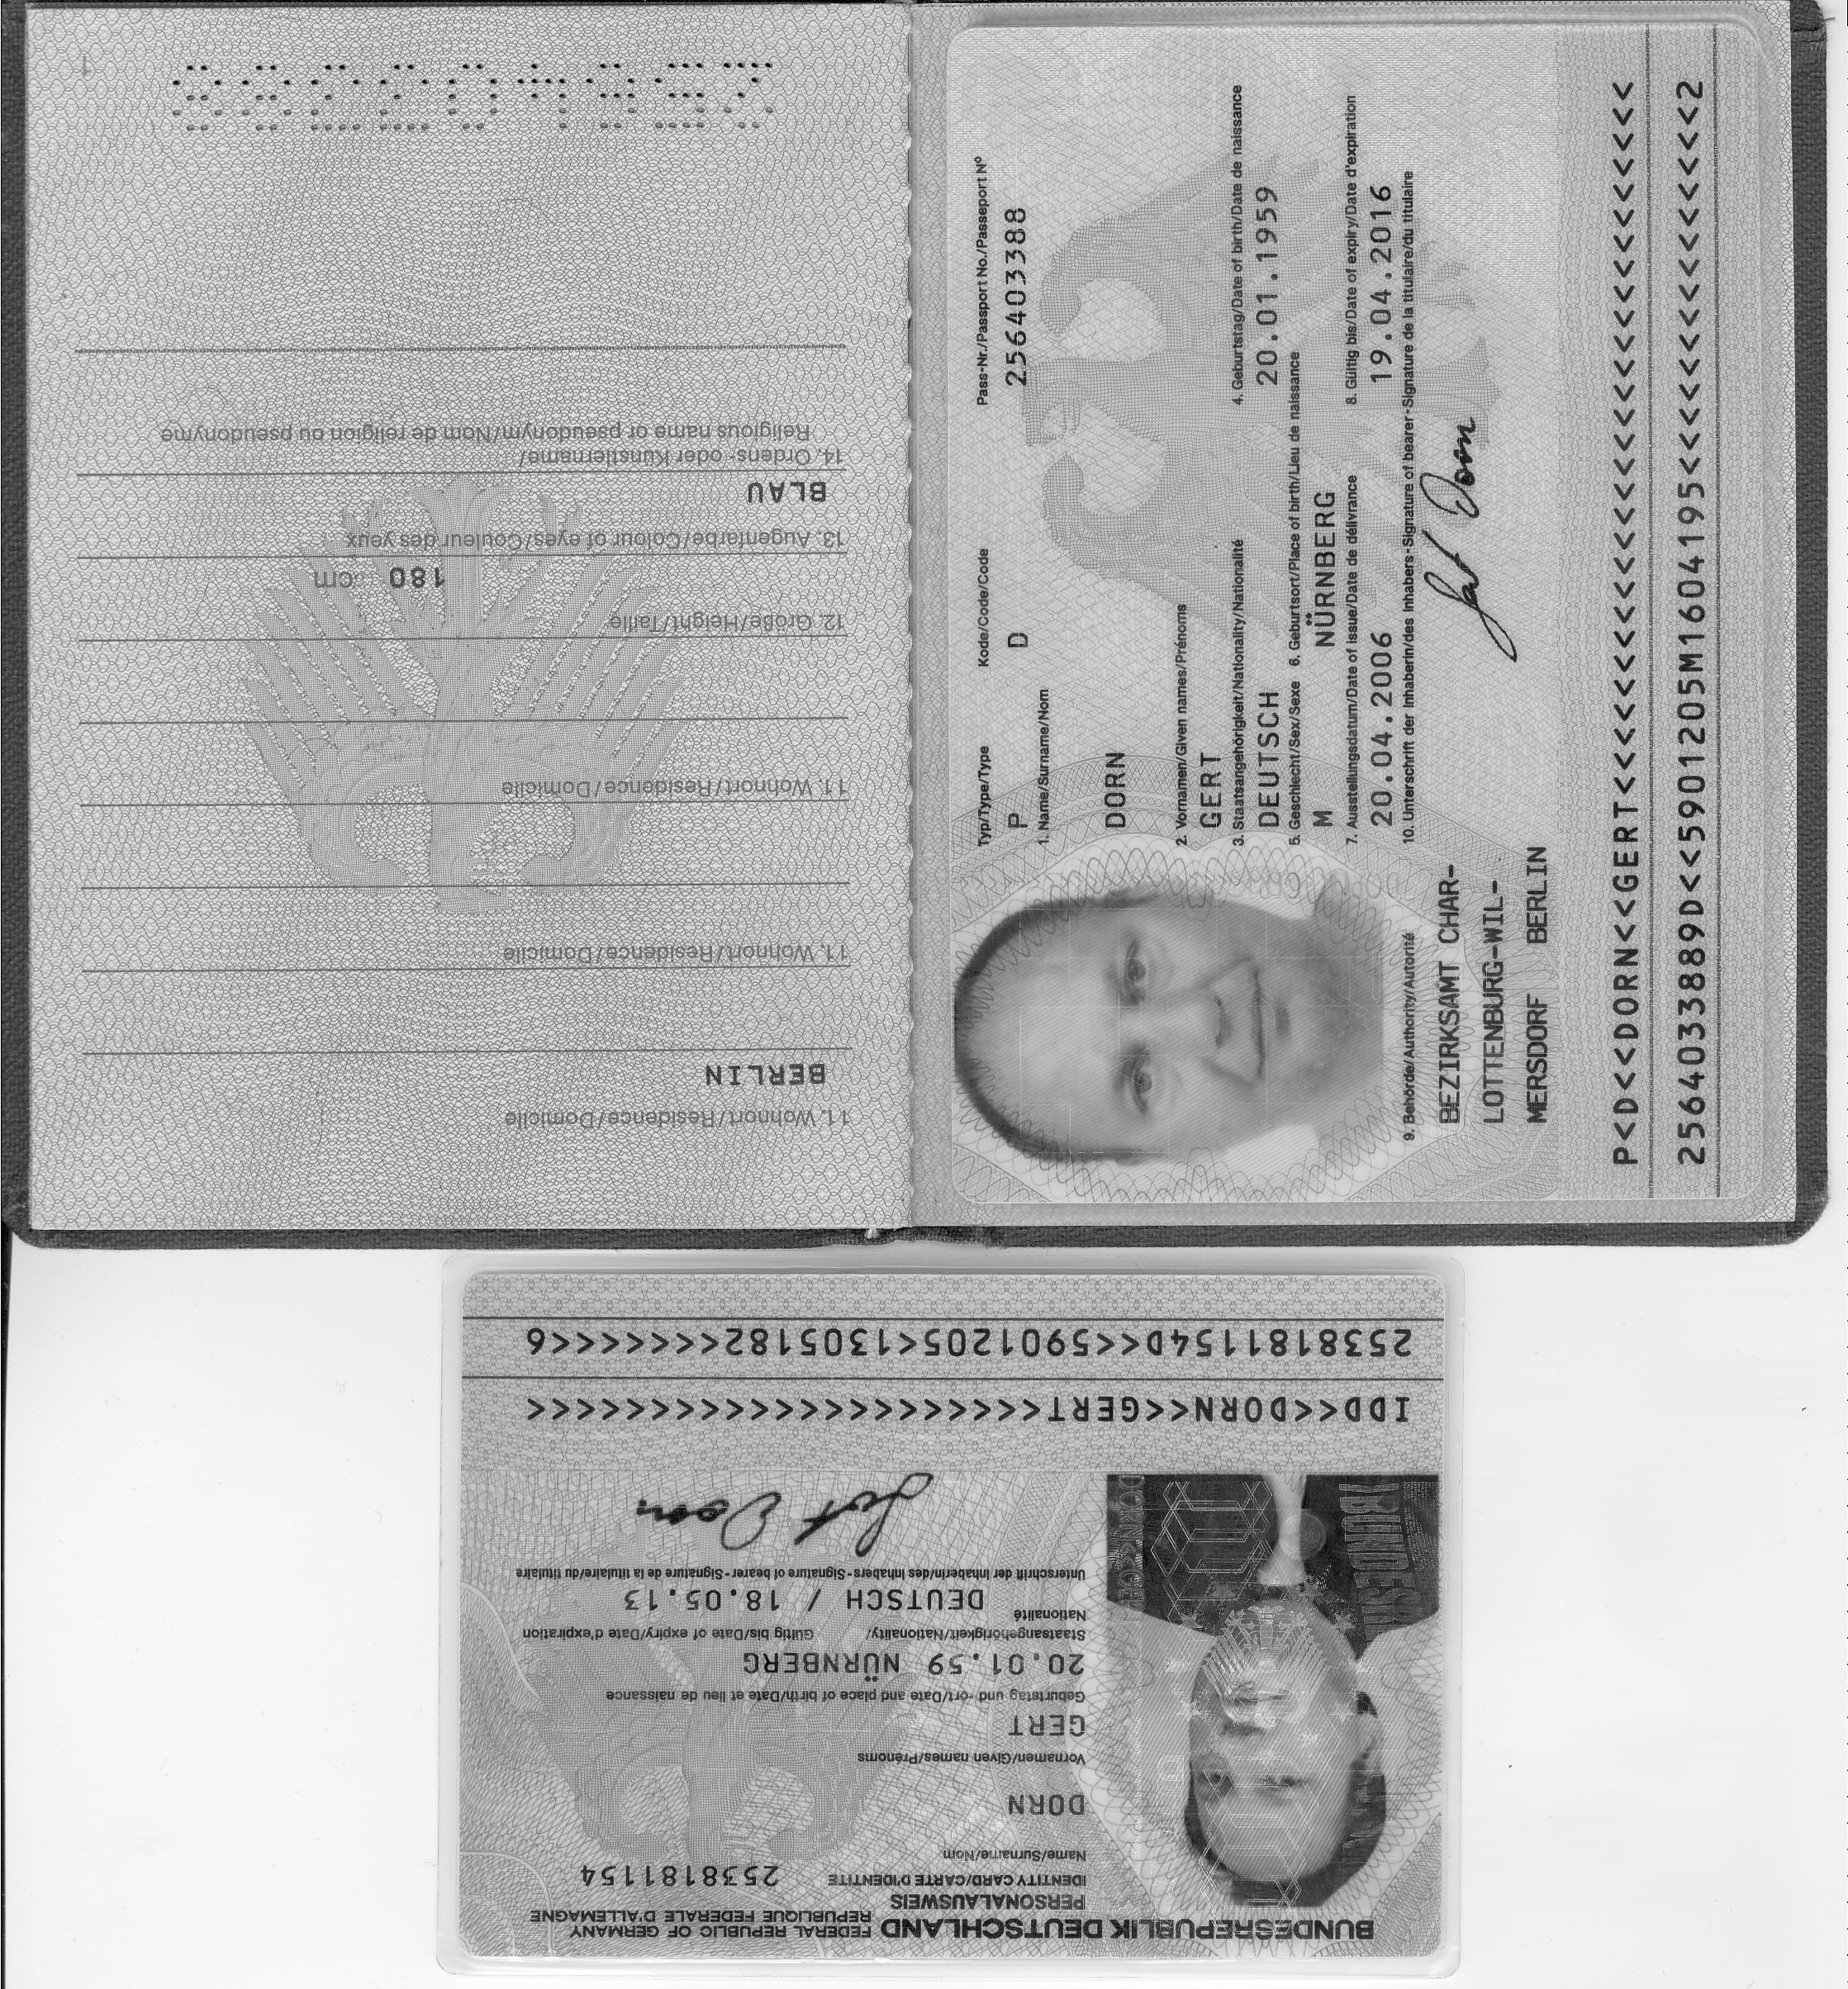 BUNDESREPUBLIK DEUTSCHLAND
FEDERAL REPUBLIC OF GERMANY
REPUBLIQUE FEDERALE D'ALLEMAGNE
PERSONALAUSWEIS
IDENTITY CARD/CARTE D'IDENTITE
2538181154
Name/Surname/Nom
DORN
Vornamen/Given names/Prénoms
GERT
Geburtstag und -ort/Date and place of birth/Date et lieu de naissance
20.01.59 NÜRNBERG
Staatsangehörigkeit/Nationality/ Gültig bis/Date of expiry/Date d'expiration
Nationalité
DEUTSCH / 18.05.13
Unterschrift der Inhaberin/des Inhabers-Signature of bearer-Signature de la titulaire/du titulaire
Gert Dorn
IDD<<DORN<<GERT<<<<<<<<<<<<<<<<<<<<<
2538181154D<<5901205<1305182<<<<<<<6
11. Wohnort/Residence/Domicile
BERLIN
11. Wohnort/Residence/Domicile
11. Wohnort/Residence/Domicile
12. Größe/Height/Taille
180 cm
13. Augenfarbe/Colour of eyes/Couleur des yeux
BLAU
14. Ordens- oder Künstlername/
Religious name or pseudonym/Nom de religion ou pseudonyme
Typ/Type/Type Kode/Code/Code Pass-Nr./Passport No./Passeport Nº
P D 256403388
1. Name/Surname/Nom
DORN
2. Vornamen/Given names/Prénoms
GERT
3. Staatsangehörigkeit/Nationality/Nationalité 4. Geburtstag/Date of birth/Date de naissance
DEUTSCH 20.01.1959
5. Geschlecht/Sex/Sexe 6. Geburtsort/Place of birth/Lieu de naissance
M NÜRNBERG
7. Ausstellungsdatum/Date of issue/Date de délivrance 8. Gültig bis/Date of expiry/Date d'expiration
20.04.2006 19.04.2016
9. Behörde/Authority/Autorité 10. Unterschrift der Inhaberin/des Inhabers-Signature of bearer-Signature de la titulaire/du titulaire
BEZIRKSAMT CHAR-
Gert Dorn
LOTTENBURG-WIL-
MERSDORF BERLIN
P<D<<DORN<<GERT<<<<<<<<<<<<<<<<<<<<<<<<<<<<<
2564033889D<<5901205M1604195<<<<<<<<<<<<<<<2